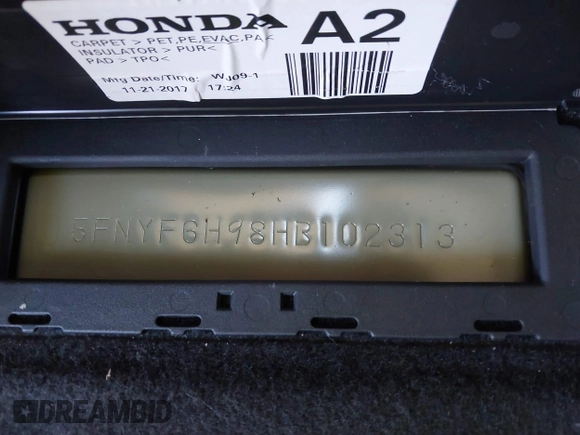 HONDA A2
CARPET > PET,PE,EVAC,PA<
INSULATOR > PUR<
PAD > TPO<
Mfg Date/Time: WJ09-1
11-21-2017 17:24
5FNYF6H98HB102313
DREAMBID